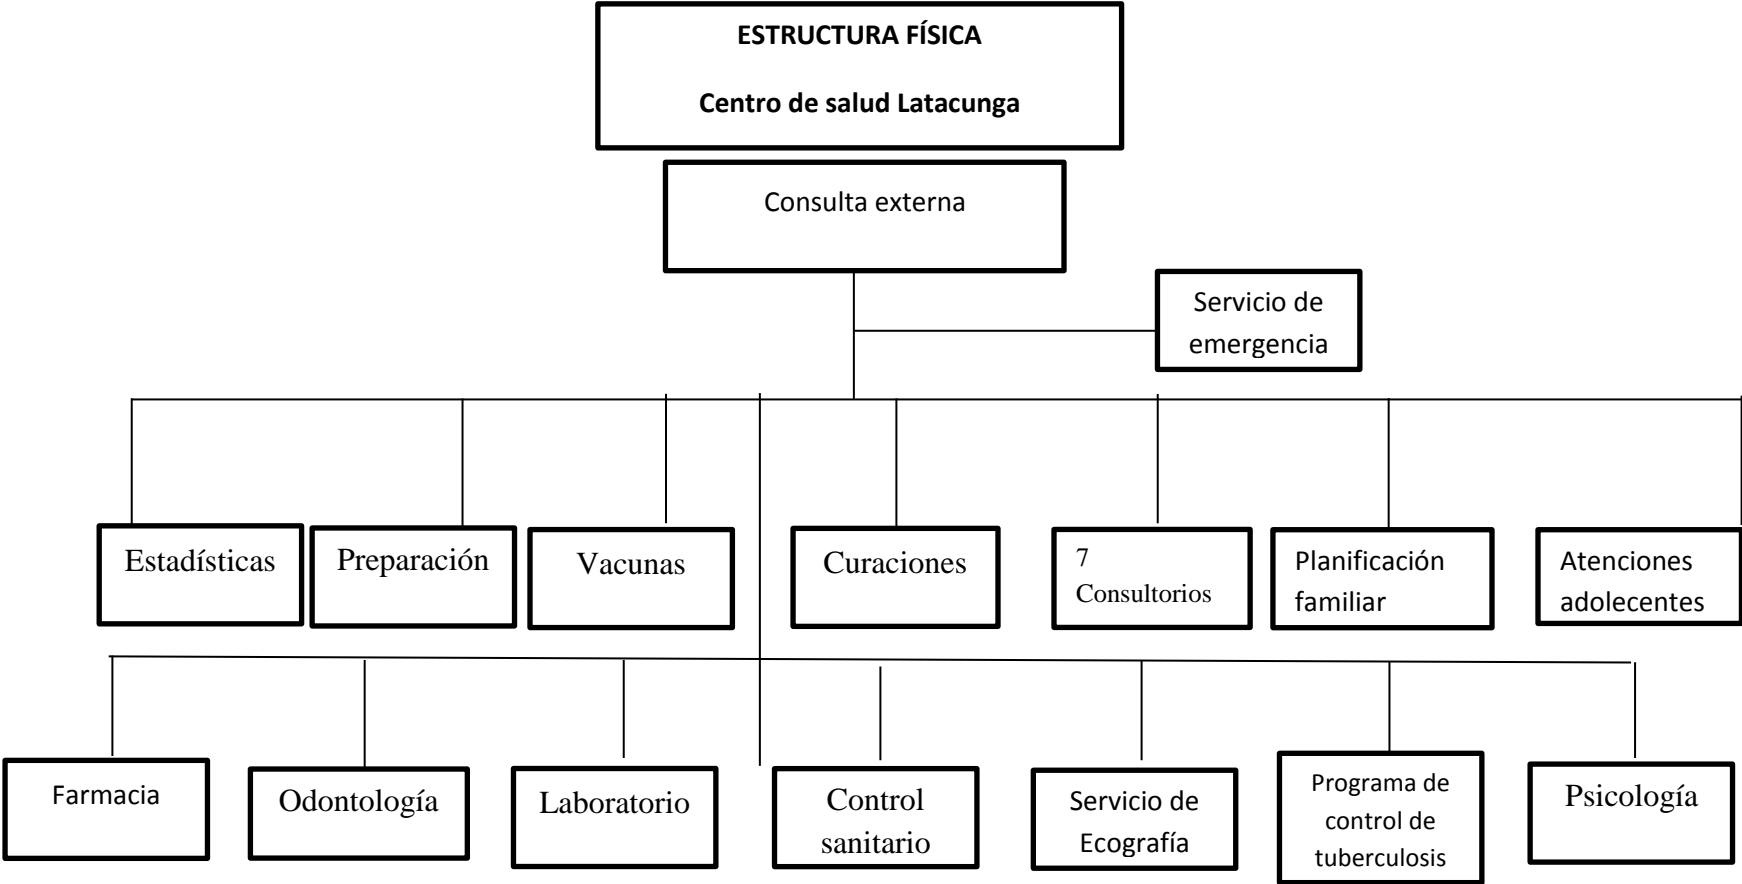 ESTRUCTURA FÍSICA
Centro de salud Latacunga
Consulta externa
Servicio de
emergencia
Estadísticas
Preparación
Vacunas
Curaciones
7
Consultorios
Planificación
familiar
Atenciones
adolecentes
Farmacia
Odontología
Laboratorio
Control
sanitario
Servicio de
Ecografía
Programa de
control de
tuberculosis
Psicología